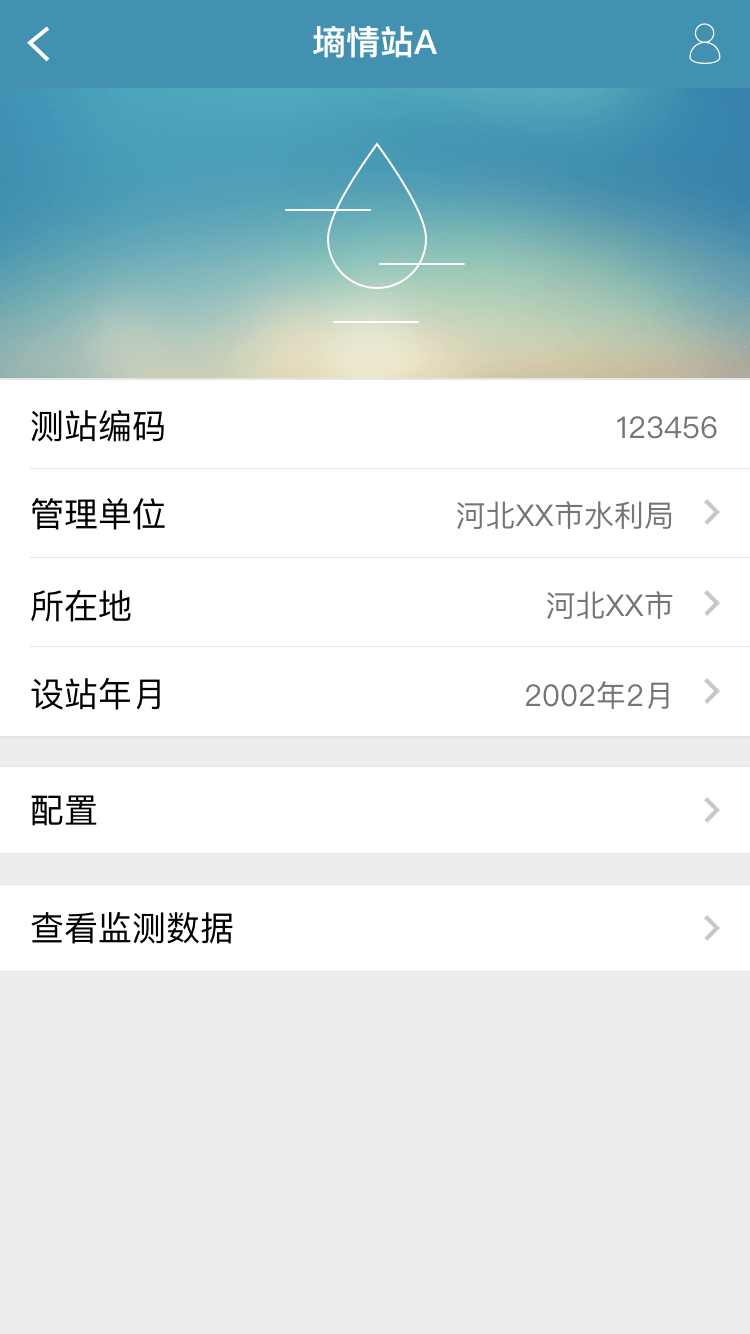 墒情站A
测站编码
123456
管理单位
河北XX市水利局
所在地
河北XX市
设站年月
2002年2月
配置
查看监测数据